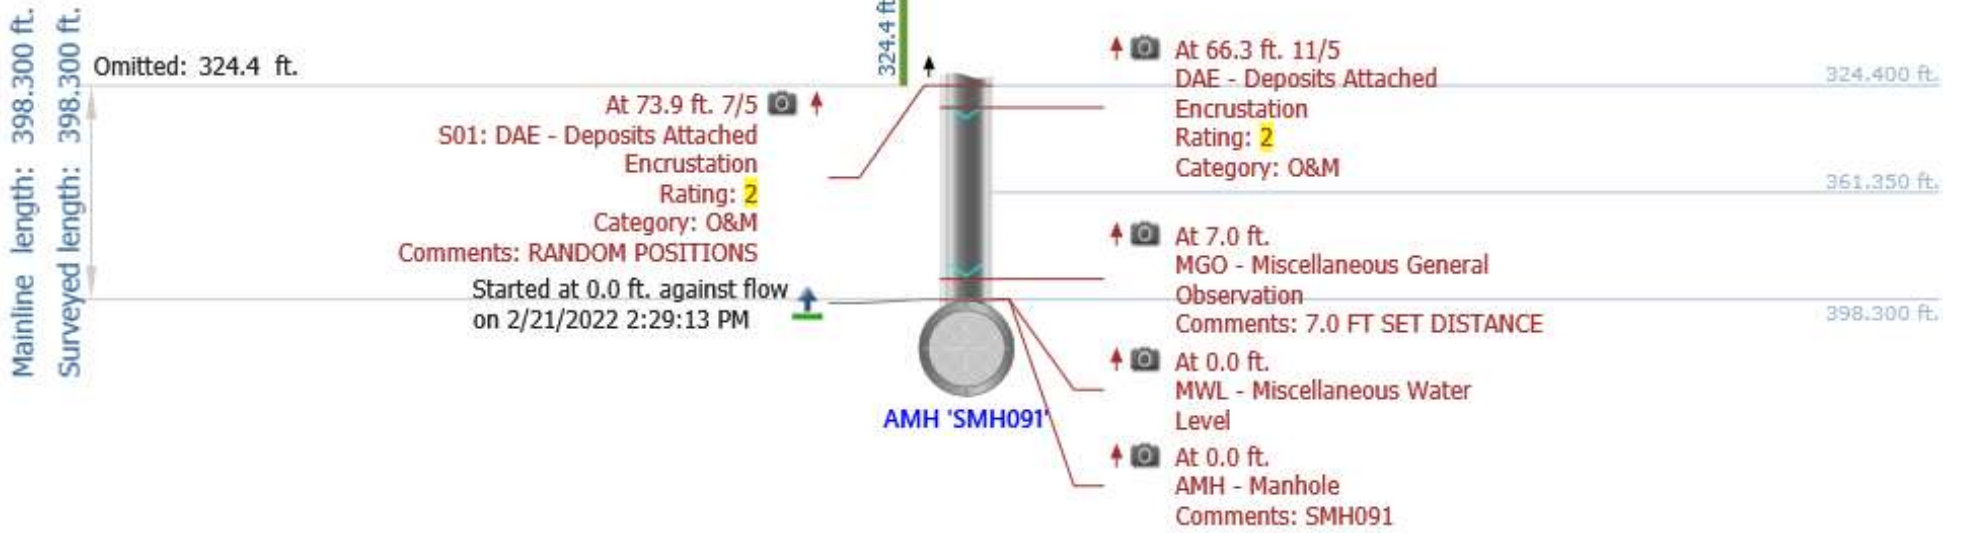 Mainline length: 398.300 ft.
Surveyed length: 398.300 ft.
Omitted: 324.4 ft.
324.4 ft
At 73.9 ft. 7/5
S01: DAE - Deposits Attached
Encrustation
Rating: 2
Category: O&M
Comments: RANDOM POSITIONS
Started at 0.0 ft. against flow
on 2/21/2022 2:29:13 PM
AMH 'SMH091'
At 66.3 ft. 11/5
DAE - Deposits Attached
Encrustation
Rating: 2
Category: O&M
At 7.0 ft.
MGO - Miscellaneous General
Observation
Comments: 7.0 FT SET DISTANCE
At 0.0 ft.
MWL - Miscellaneous Water
Level
At 0.0 ft.
AMH - Manhole
Comments: SMH091
324.400 ft.
361.350 ft.
398.300 ft.